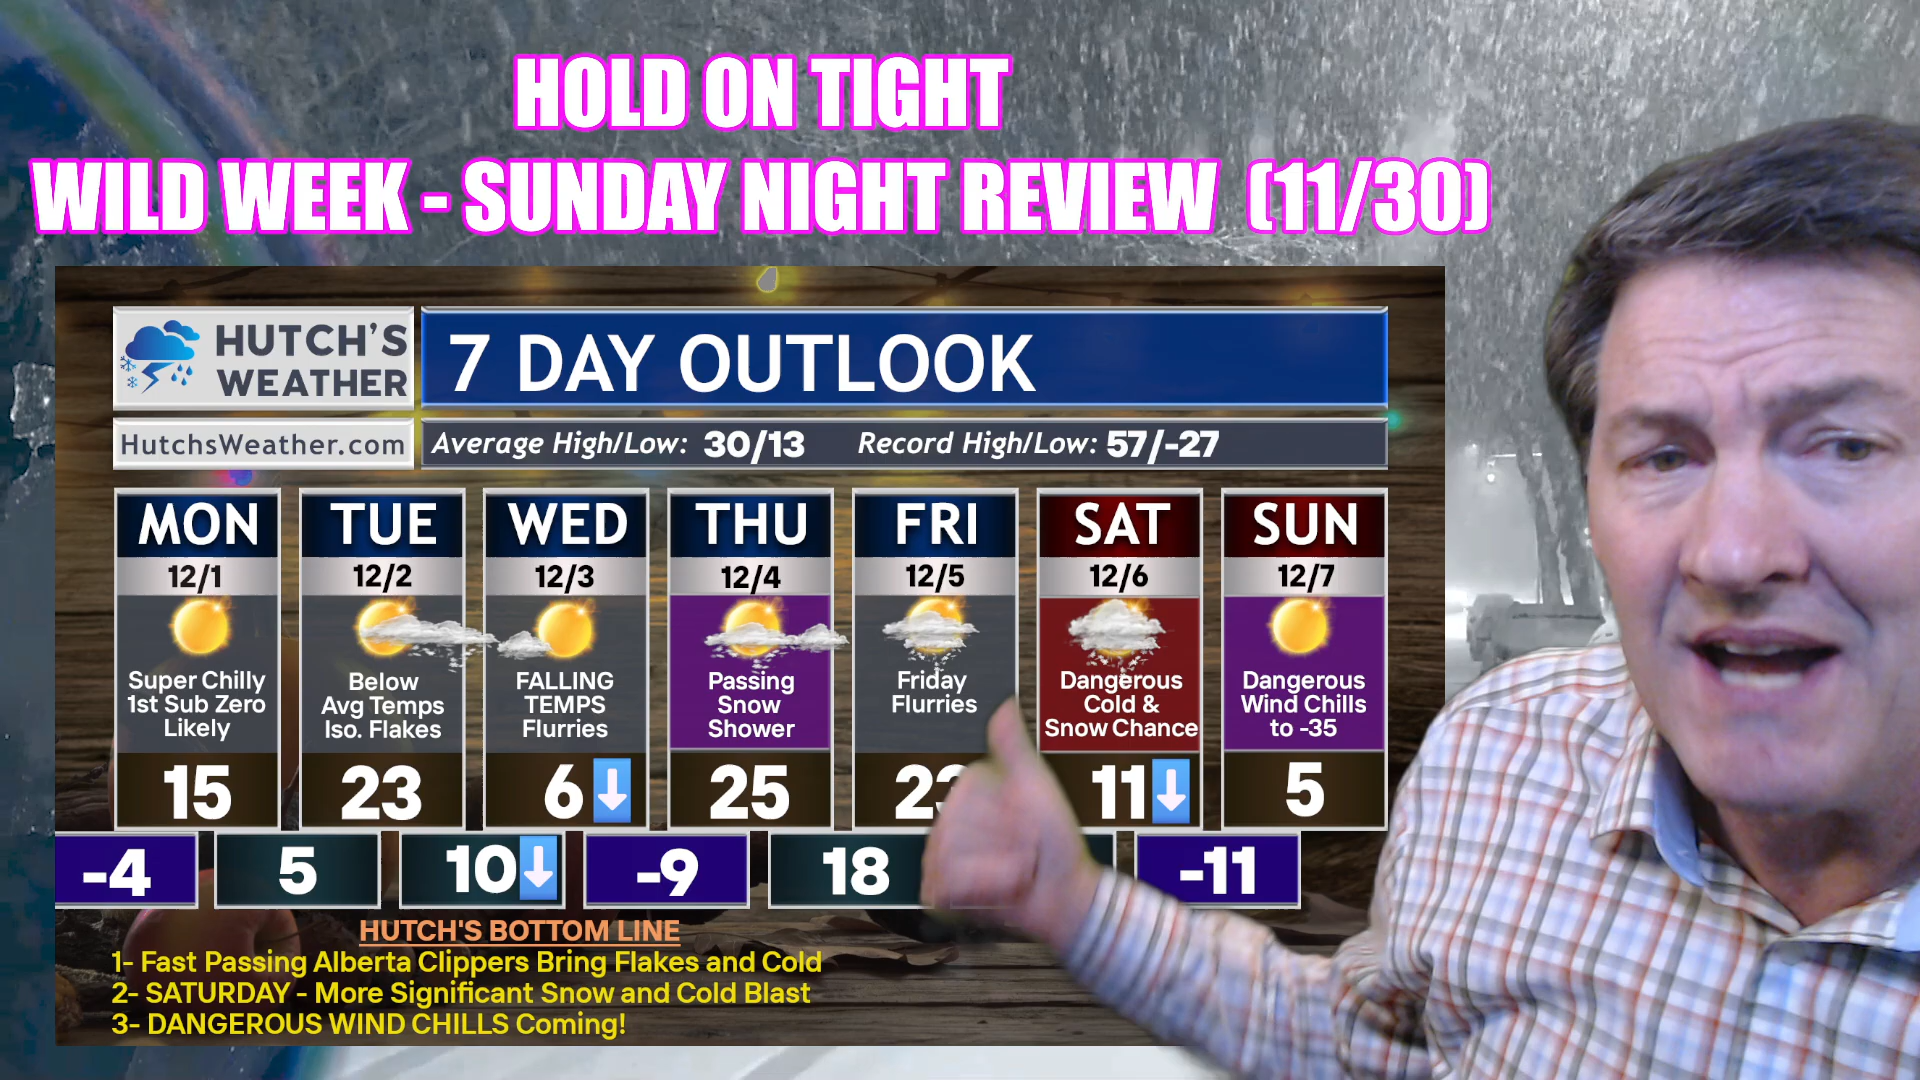 HOLD ON TIGHT
WILD WEEK - SUNDAY NIGHT REVIEW (11/30)
HUTCH'S
WEATHER
7 DAY OUTLOOK
HutchsWeather.com
Average High/Low: 30/13 Record High/Low: 57/-27
MON TUE WED THU FRI SAT SUN
12/1 12/2 12/3 12/4 12/5 12/6 12/7
Super Chilly
1st Sub Zero
Likely
Below
Avg Temps
Iso. Flakes
FALLING
TEMPS
Flurries
Passing
Snow
Shower
Friday
Flurries
Dangerous
Cold &
Snow Chance
Dangerous
Wind Chills
to -35
15 23 6 25 23 11 5
-4 5 10 -9 18 -11
HUTCH'S BOTTOM LINE
1- Fast Passing Alberta Clippers Bring Flakes and Cold
2- SATURDAY - More Significant Snow and Cold Blast
3- DANGEROUS WIND CHILLS Coming!